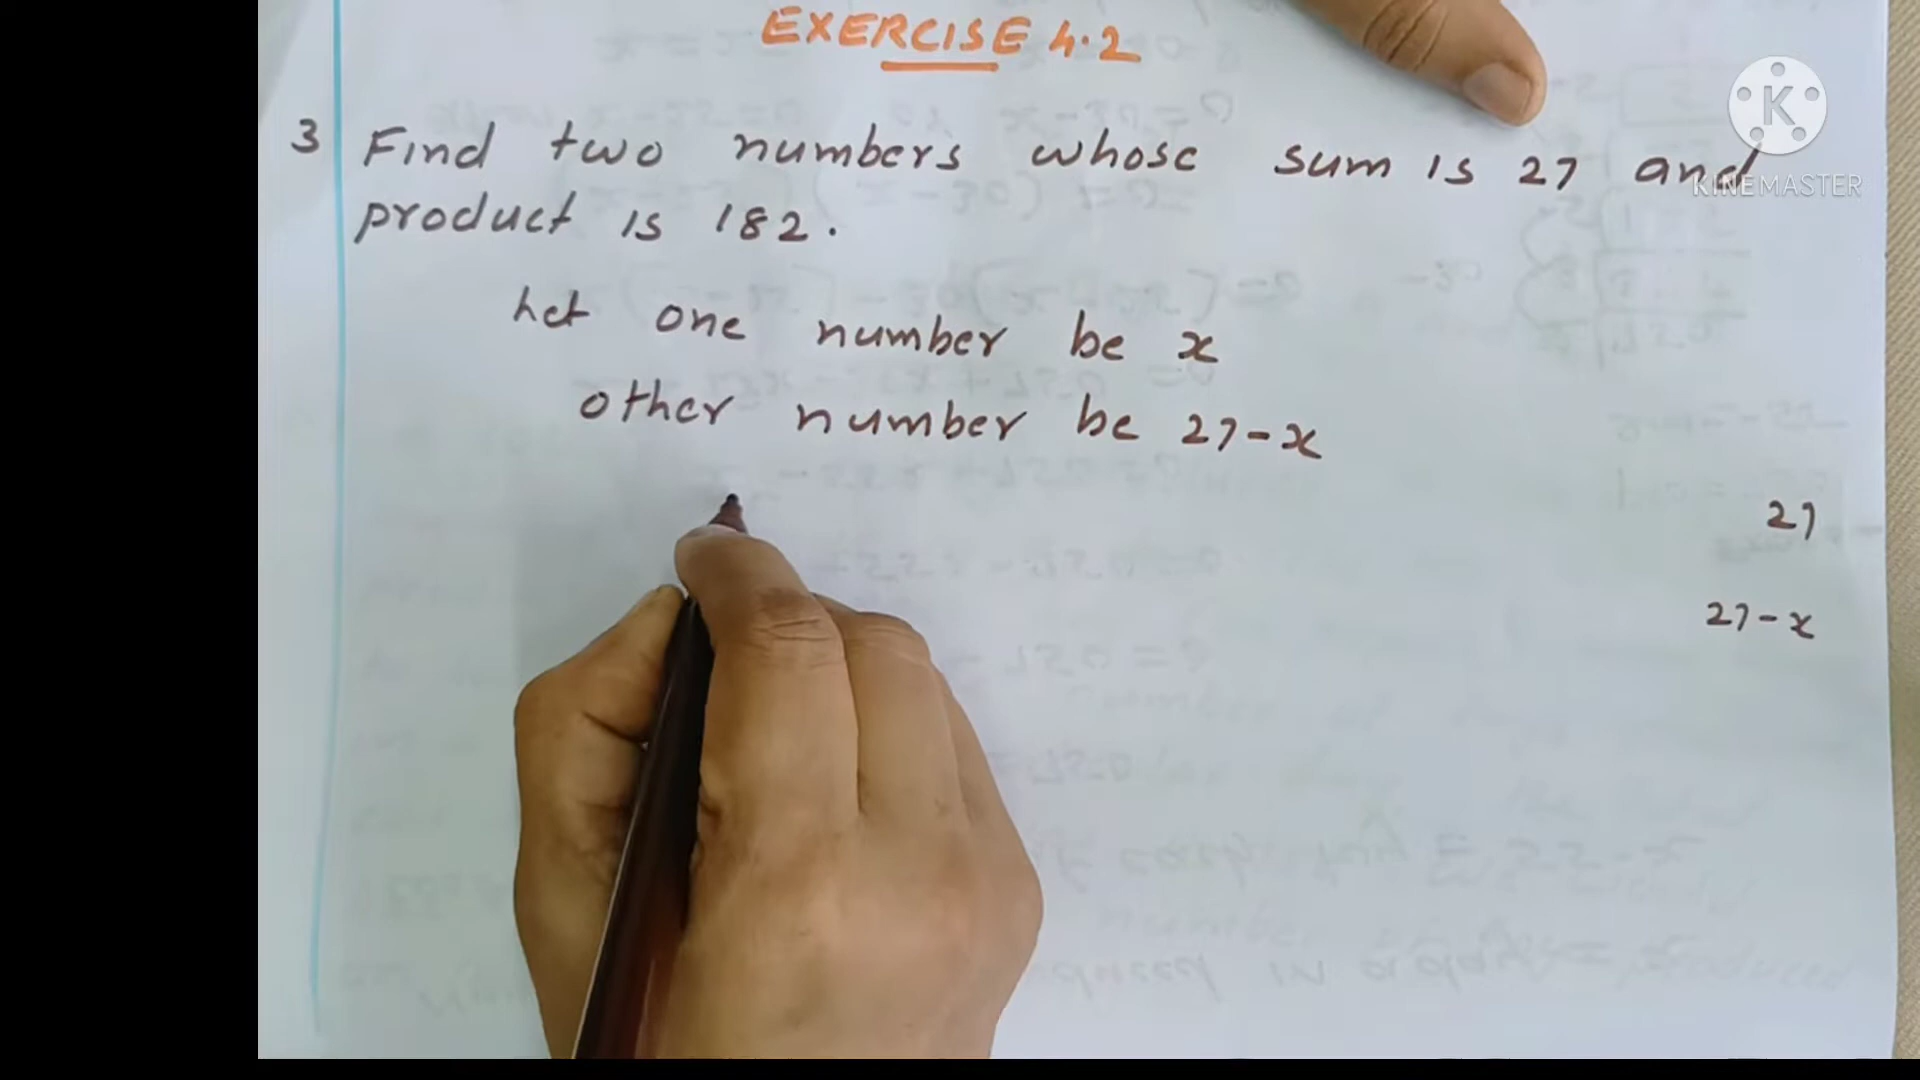 EXERCISE 4.2
3 Find two numbers whose sum is 27 and
product is 182.
Let one number be x
other number be 27-x
27
27-x
K
KINEMASTER